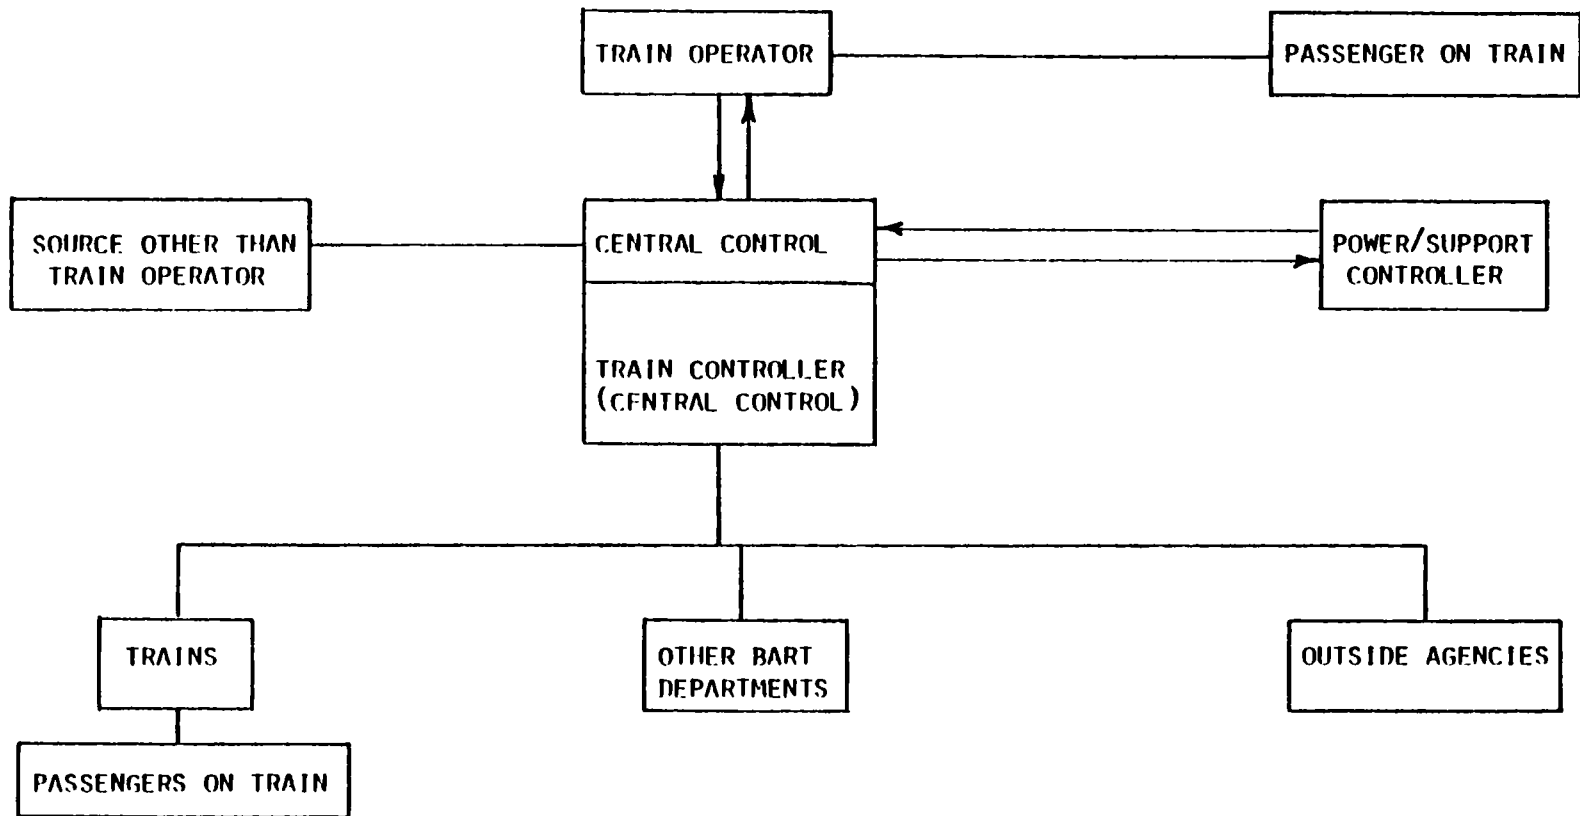 TRAIN OPERATOR
PASSENGER ON TRAIN
SOURCE OTHER THAN
TRAIN OPERATOR
CENTRAL CONTROL
POWER/SUPPORT
CONTROLLER
TRAIN CONTROLLER
(CENTRAL CONTROL)
TRAINS
OTHER BART
DEPARTMENTS
OUTSIDE AGENCIES
PASSENGERS ON TRAIN